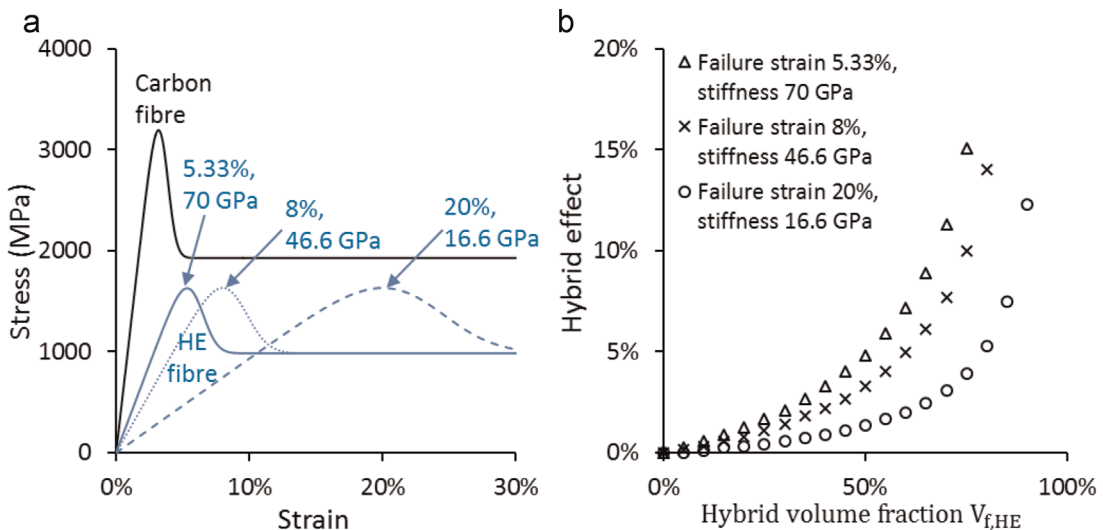 a
4000
3000
2000
1000
0
Stress (MPa)
0%
10%
20%
30%
Strain
Carbon
fibre
5.33%,
70 GPa
8%,
46.6 GPa
20%,
16.6 GPa
HE
fibre
b
20%
15%
10%
5%
0%
Hybrid effect
0%
50%
100%
Hybrid volume fraction Vf,HE
Failure strain 5.33%,
stiffness 70 GPa
Failure strain 8%,
stiffness 46.6 GPa
Failure strain 20%,
stiffness 16.6 GPa